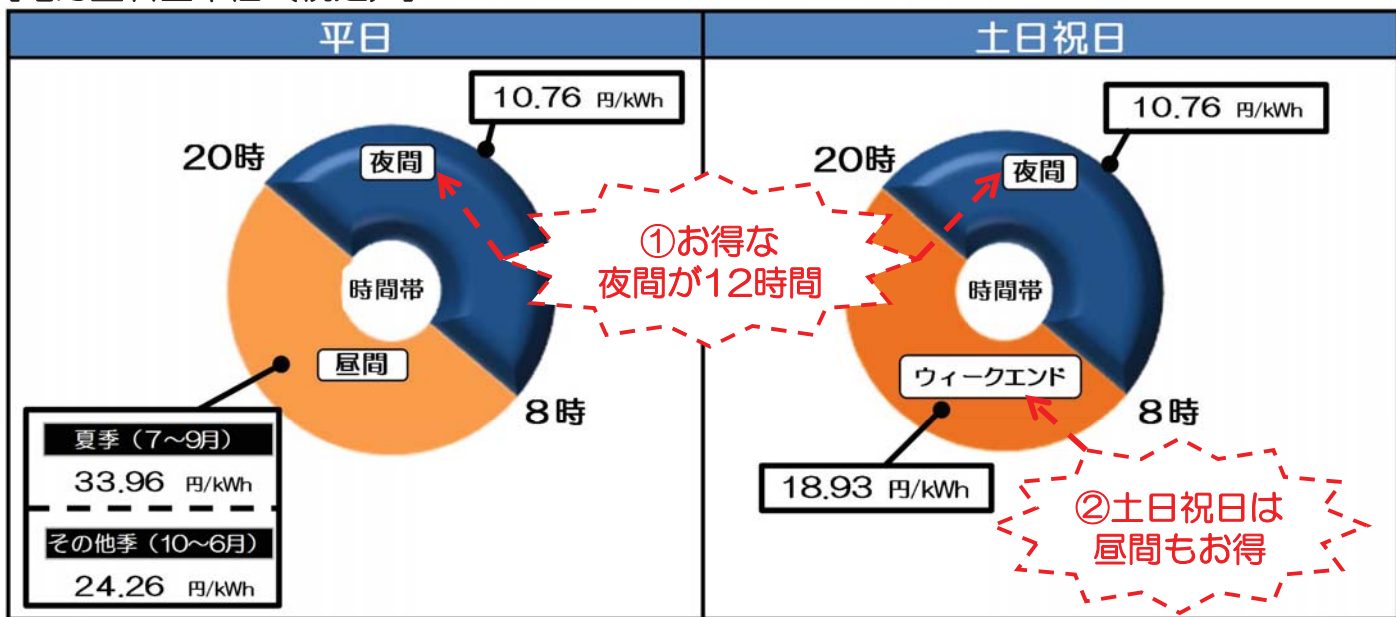 平日
10.76 円/kWh
20時
夜間
時間帯
昼間
8時
夏季（7～9月）
33.96 円/kWh
その他季（10～6月）
24.26 円/kWh
①お得な
夜間が12時間
土日祝日
10.76 円/kWh
20時
夜間
時間帯
ウィークエンド
8時
18.93 円/kWh
②土日祝日は
昼間もお得